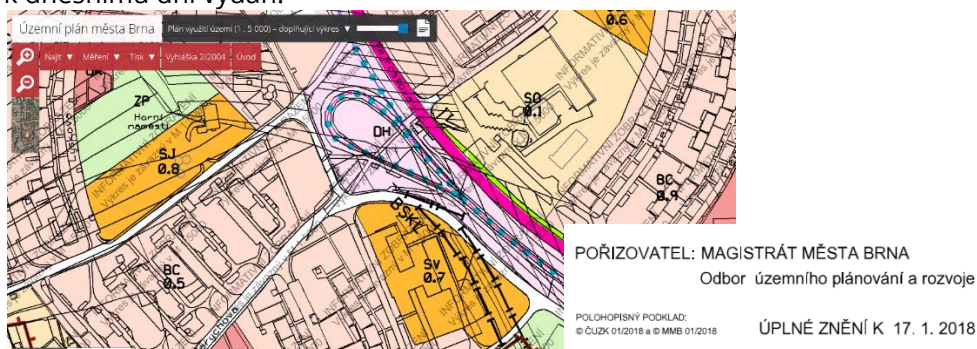 k dnešnímu dni vydán.
Územní plán města Brna
Plán využití území (1 : 5 000) – doplňující výkres ▼
Najít ▼ Měření ▼ Tisk ▼ Vyhláška 2/2004 Úvod
0.6
ZP
Horní
náměstí
SJ
0.8
DH
SO
0.1
BC
0.9
BSKL
BC
0.5
SV
0.7
POŘIZOVATEL: MAGISTRÁT MĚSTA BRNA
Odbor územního plánování a rozvoje
POLOHOPISNÝ PODKLAD:
© ČUZK 01/2018 a © MMB 01/2018
ÚPLNÉ ZNĚNÍ K 17. 1. 2018